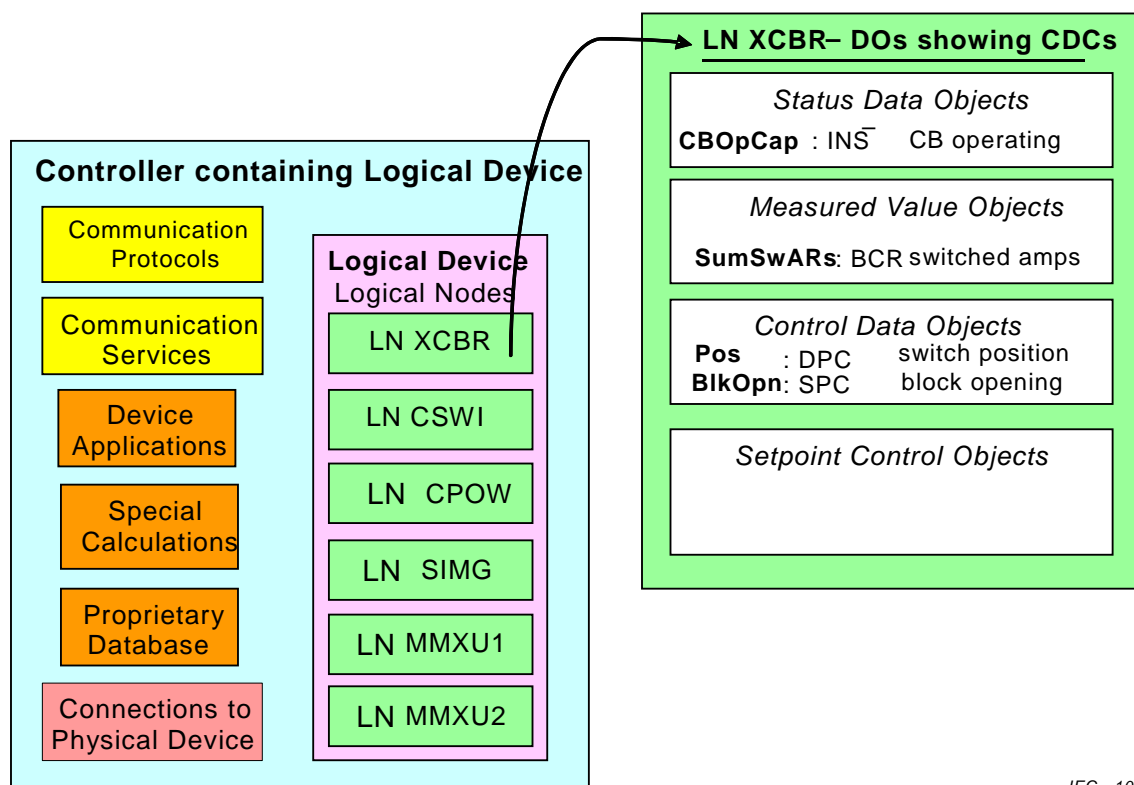 LN XCBR– DOs showing CDCs
Status Data Objects
CBOpCap : INS– CB operating
Measured Value Objects
SumSwARs: BCR switched amps
Control Data Objects
Pos : DPC switch position
BlkOpn: SPC block opening
Setpoint Control Objects
Controller containing Logical Device
Communication
Protocols
Communication
Services
Device
Applications
Special
Calculations
Proprietary
Database
Connections to
Physical Device
Logical Device
Logical Nodes
LN XCBR
LN CSWI
LN CPOW
LN SIMG
LN MMXU1
LN MMXU2